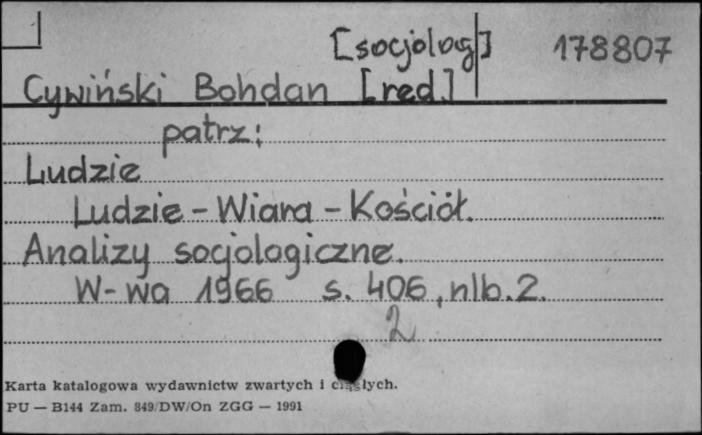 [socjolog] 178807
Cywiński Bohdan [red.]
patrz:
Ludzie
Ludzie - Wiara - Kościół.
Analizy socjologiczne.
W-wa 1966 s. 406, nlb. 2.
2
Karta katalogowa wydawnictw zwartych i ciągłych.
PU — B144 Zam. 849/DW/On ZGG — 1991